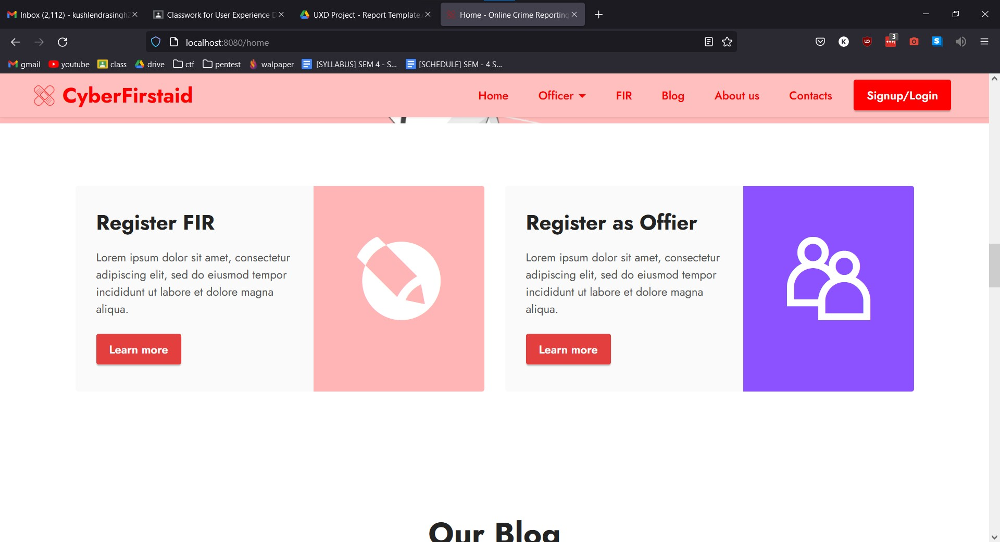 Inbox (2,112) - kushlendrasingh2
Classwork for User Experience D
UXD Project - Report Template.
Home - Online Crime Reporting
localhost:8080/home
K
uo
3
S
gmail
youtube
class
drive
ctf
pentest
walpaper
[SYLLABUS] SEM 4 - S...
[SCHEDULE] SEM - 4 S...
CyberFirstaid
Home
Officer
FIR
Blog
About us
Contacts
Signup/Login
Register FIR
Lorem ipsum dolor sit amet, consectetur
adipiscing elit, sed do eiusmod tempor
incididunt ut labore et dolore magna
aliqua.
Learn more
Register as Offier
Lorem ipsum dolor sit amet, consectetur
adipiscing elit, sed do eiusmod tempor
incididunt ut labore et dolore magna
aliqua.
Learn more
Our Blog